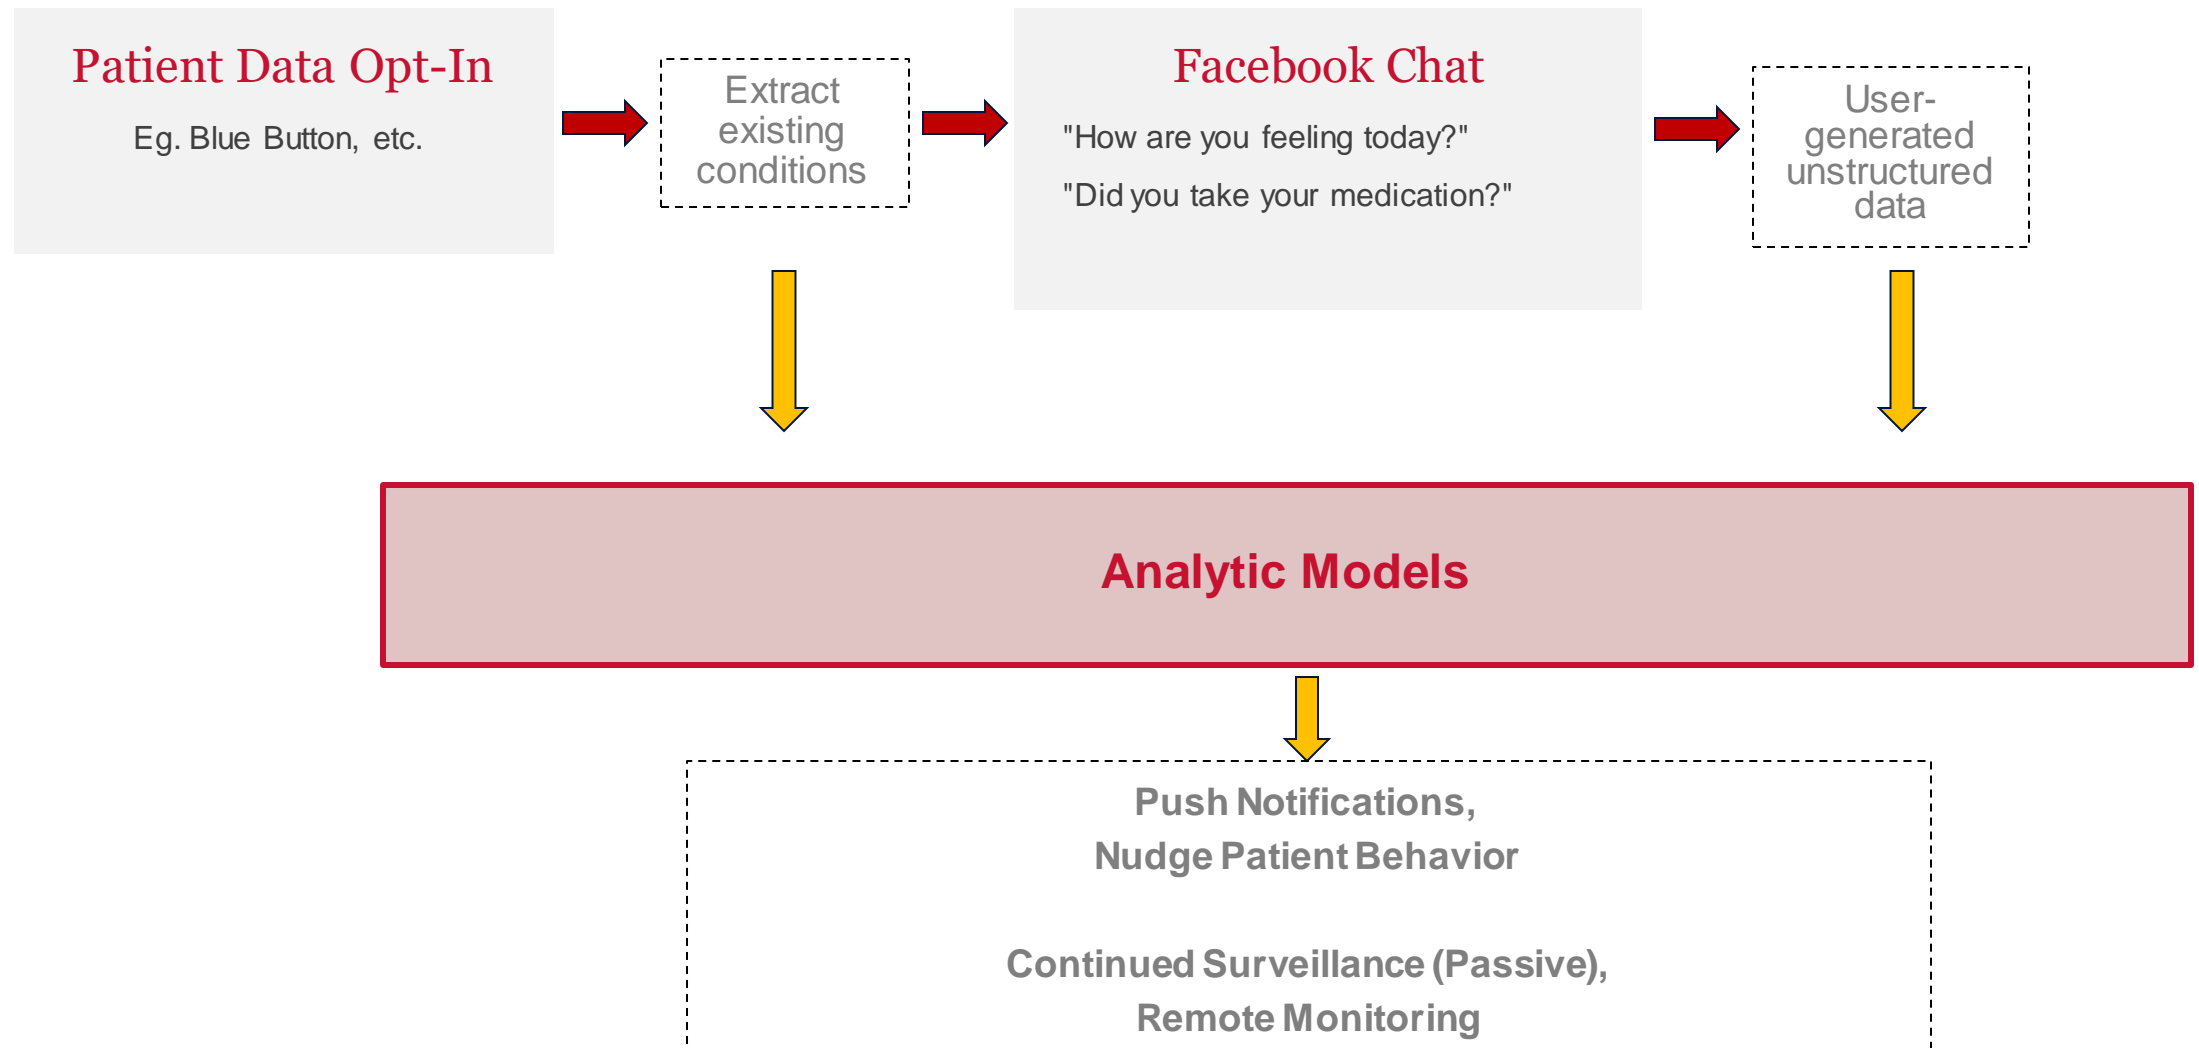 Patient Data Opt-In
Eg. Blue Button, etc.
Extract
existing
conditions
Facebook Chat
"How are you feeling today?"
"Did you take your medication?"
User-
generated
unstructured
data
Analytic Models
Push Notifications,
Nudge Patient Behavior
Continued Surveillance (Passive),
Remote Monitoring